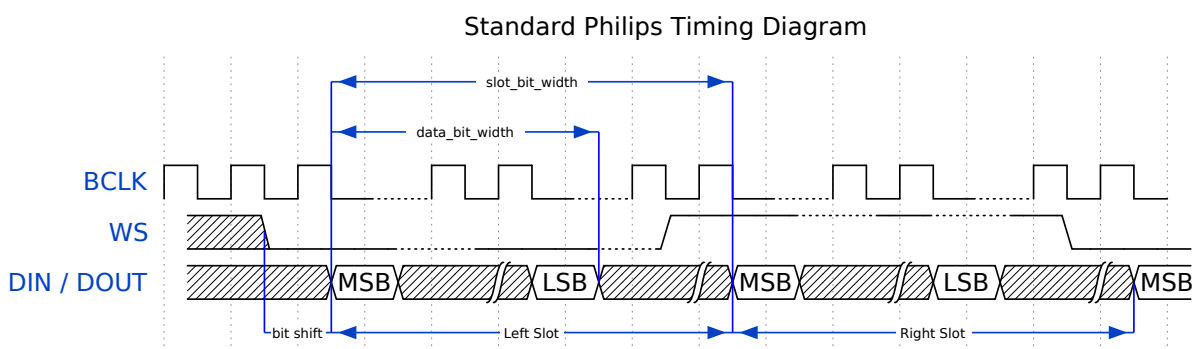 Standard Philips Timing Diagram
slot_bit_width
data_bit_width
BCLK
WS
DIN / DOUT
MSB
LSB
MSB
LSB
MSB
bit shift
Left Slot
Right Slot